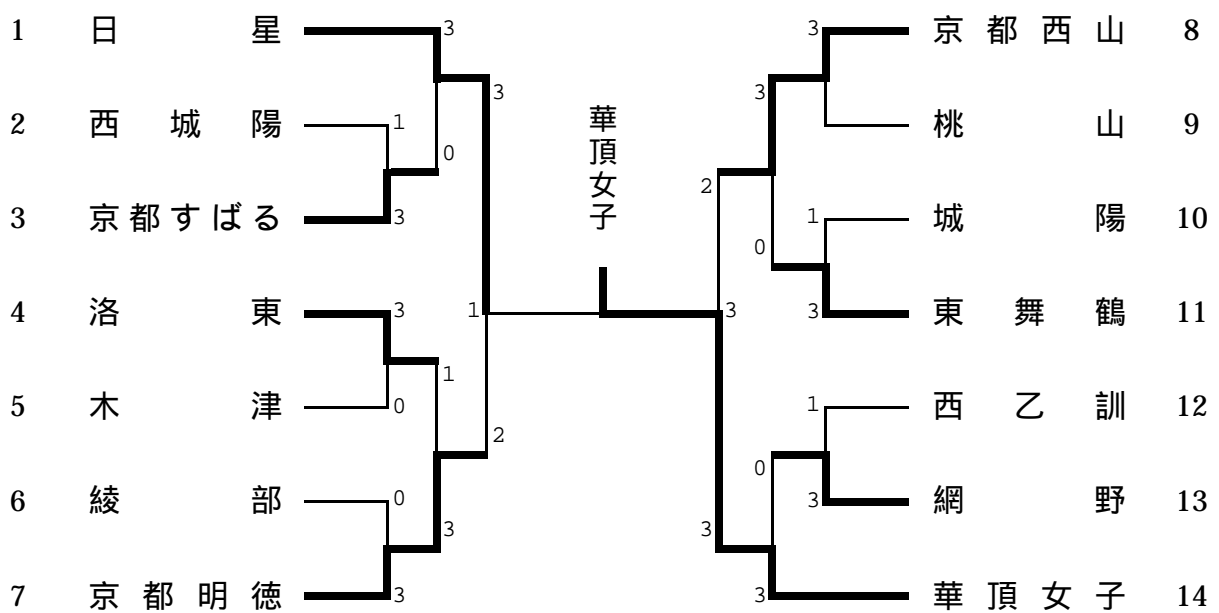 1 日星 3 3 京都西山 8
3 3
2 西城陽 1 華頂女子 桃山 9
0
2
3 京都すばる 3 1 城陽 10
0
4 洛東 3 1 3 3 東舞鶴 11
1
5 木津 0 1 西乙訓 12
2
0
6 綾部 0 3 網野 13
3 3
7 京都明徳 3 3 華頂女子 14